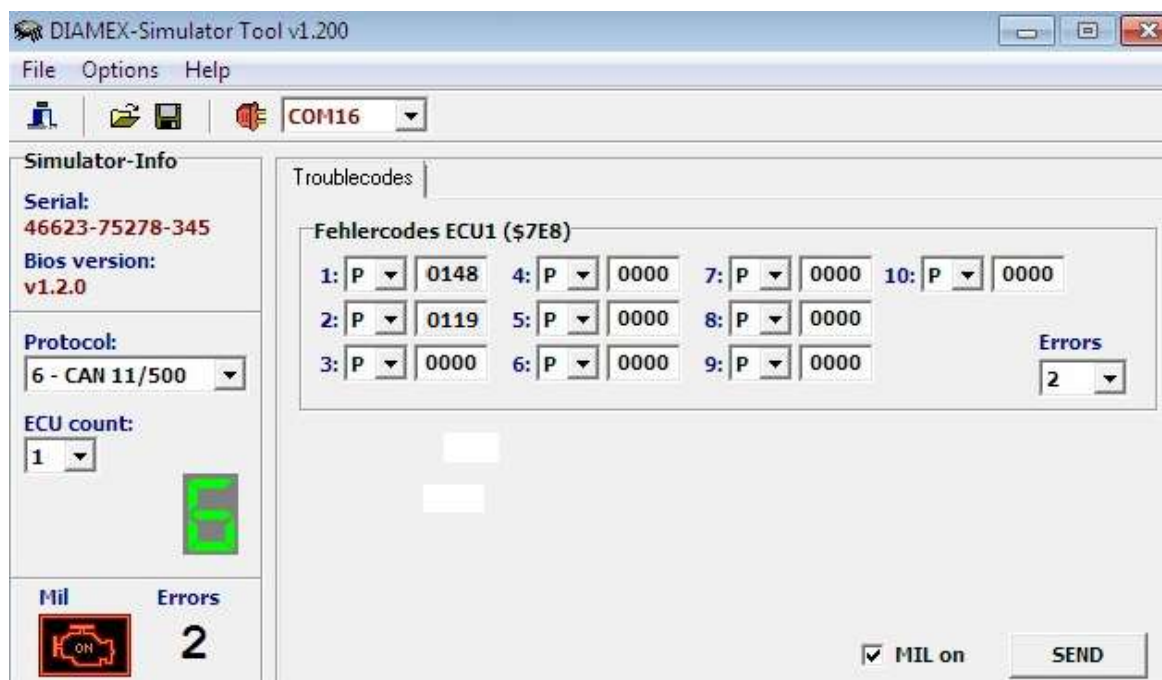 DIAMEX-Simulator Tool v1.200
File Options Help
COM16
Simulator-Info
Serial:
46623-75278-345
Bios version:
v1.2.0
Protocol:
6 - CAN 11/500
ECU count:
1
6
Mil Errors
ON 2
Troublecodes
Fehlercodes ECU1 ($7E8)
1: P 0148 4: P 0000 7: P 0000 10: P 0000
2: P 0119 5: P 0000 8: P 0000
3: P 0000 6: P 0000 9: P 0000
Errors
2
MIL on SEND